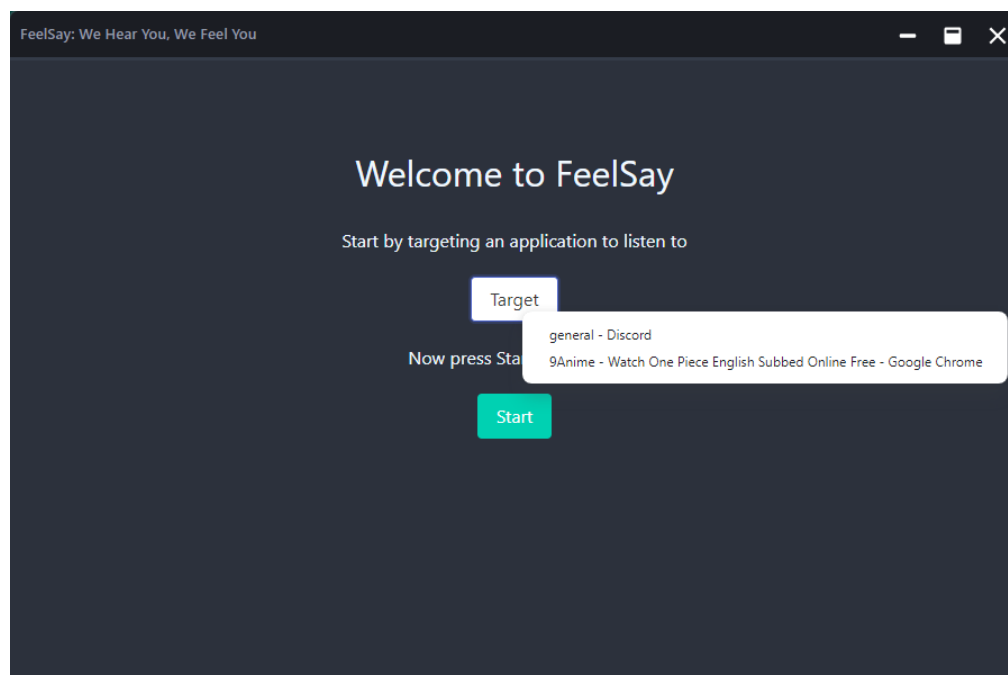 FeelSay: We Hear You, We Feel You
Welcome to FeelSay
Start by targeting an application to listen to
Target
general - Discord
9Anime - Watch One Piece English Subbed Online Free - Google Chrome
Now press
Start